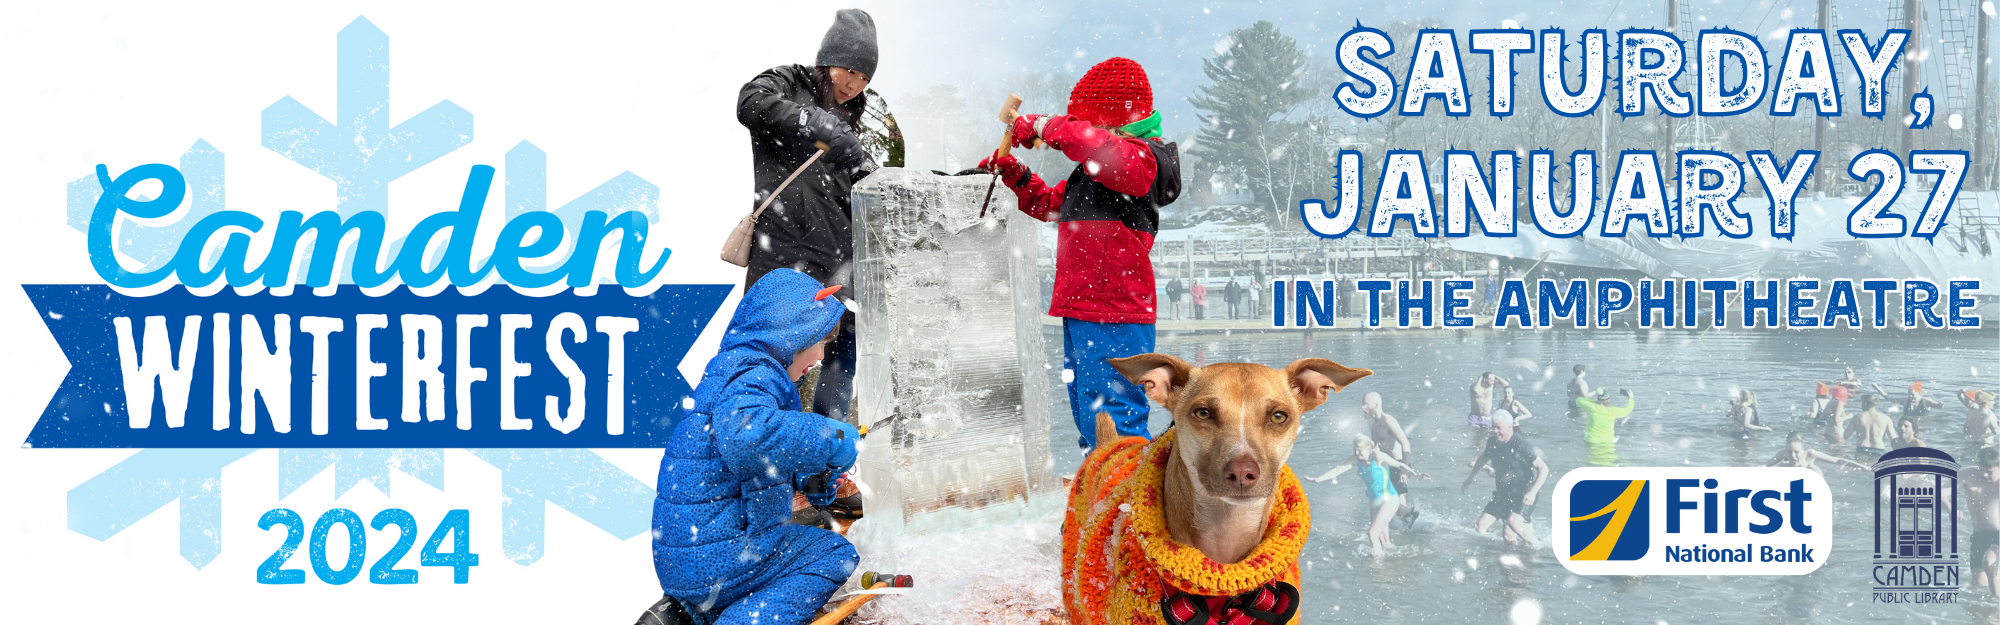 Camden
WINTERFEST
2024
SATURDAY,
JANUARY 27
IN THE AMPHITHEATRE
First
National Bank
CAMDEN
PUBLIC LIBRARY